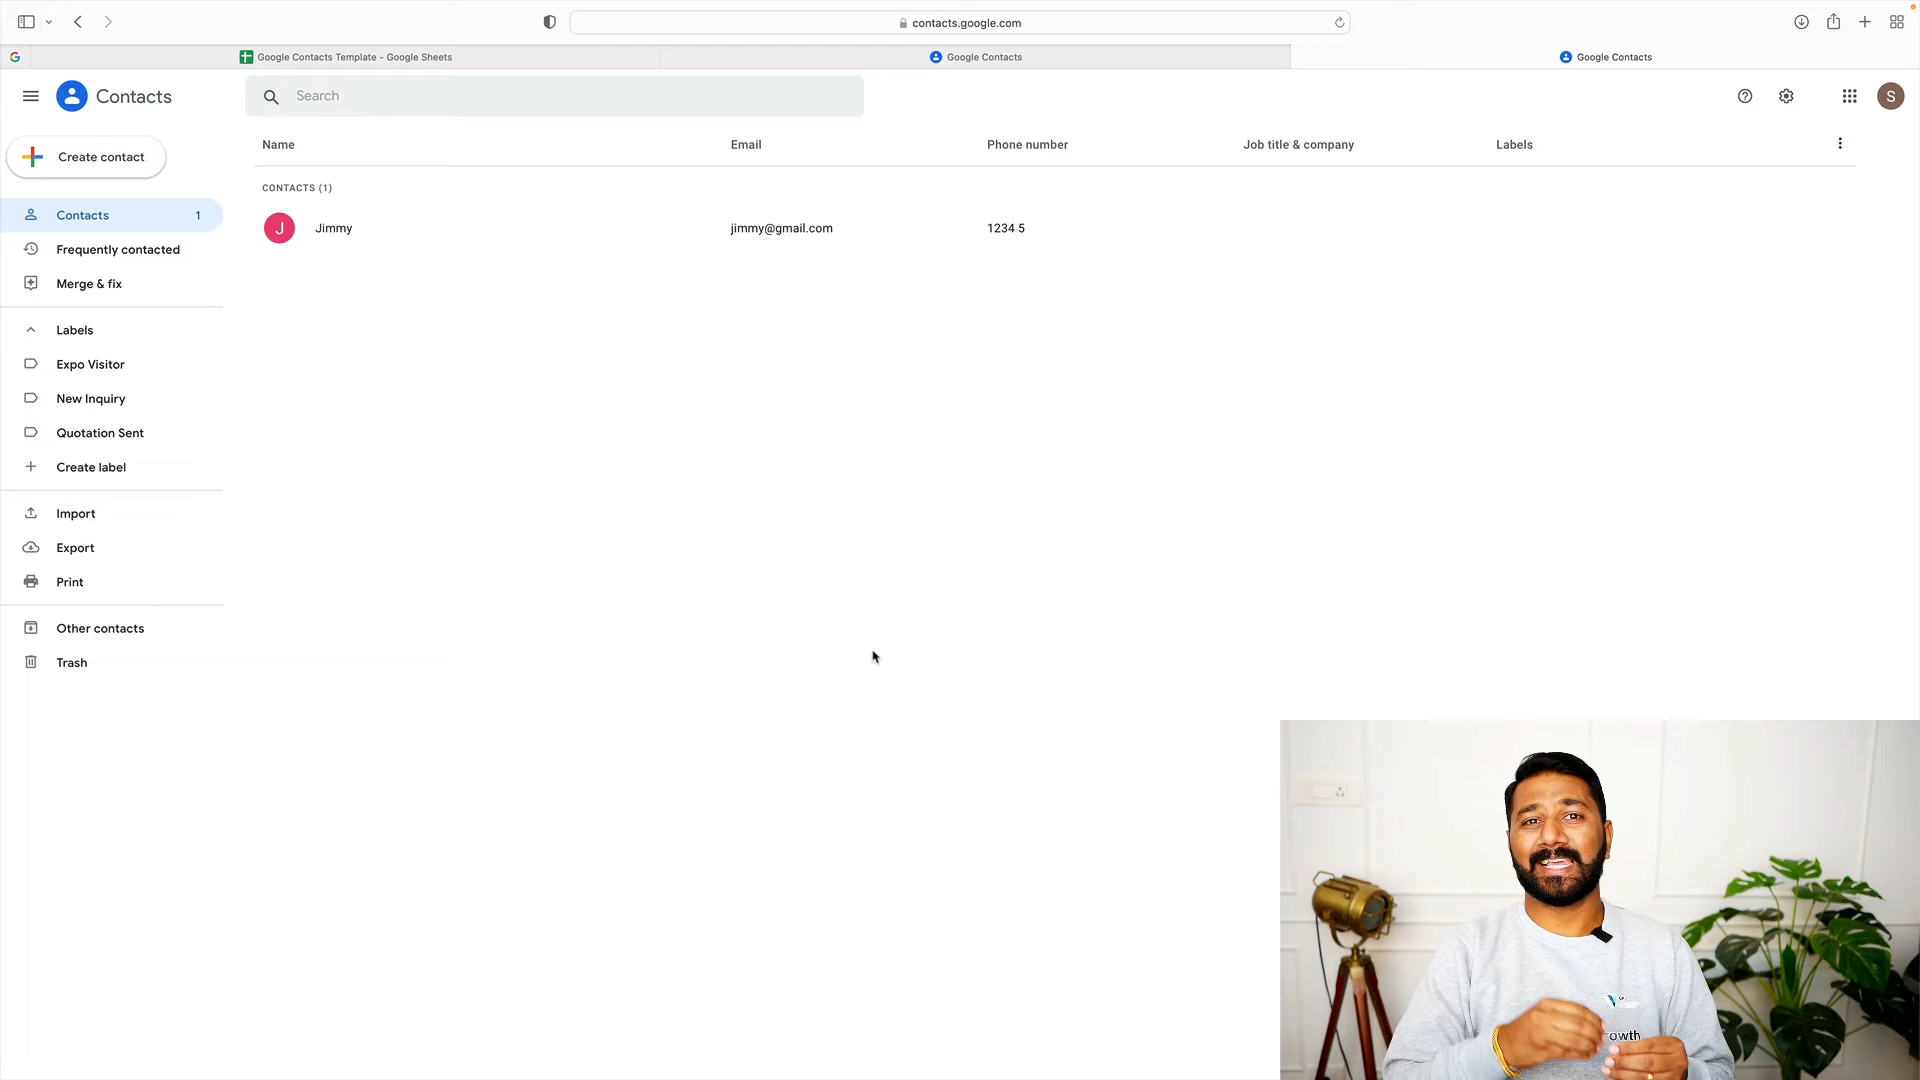 contacts.google.com
Google Contacts Template - Google Sheets
Google Contacts
Google Contacts
Contacts
Search
S
Create contact
Name
Email
Phone number
Job title & company
Labels
CONTACTS (1)
Contacts
1
J
Jimmy
jimmy@gmail.com
1234 5
Frequently contacted
Merge & fix
Labels
Expo Visitor
New Inquiry
Quotation Sent
Create label
Import
Export
Print
Other contacts
Trash
owth